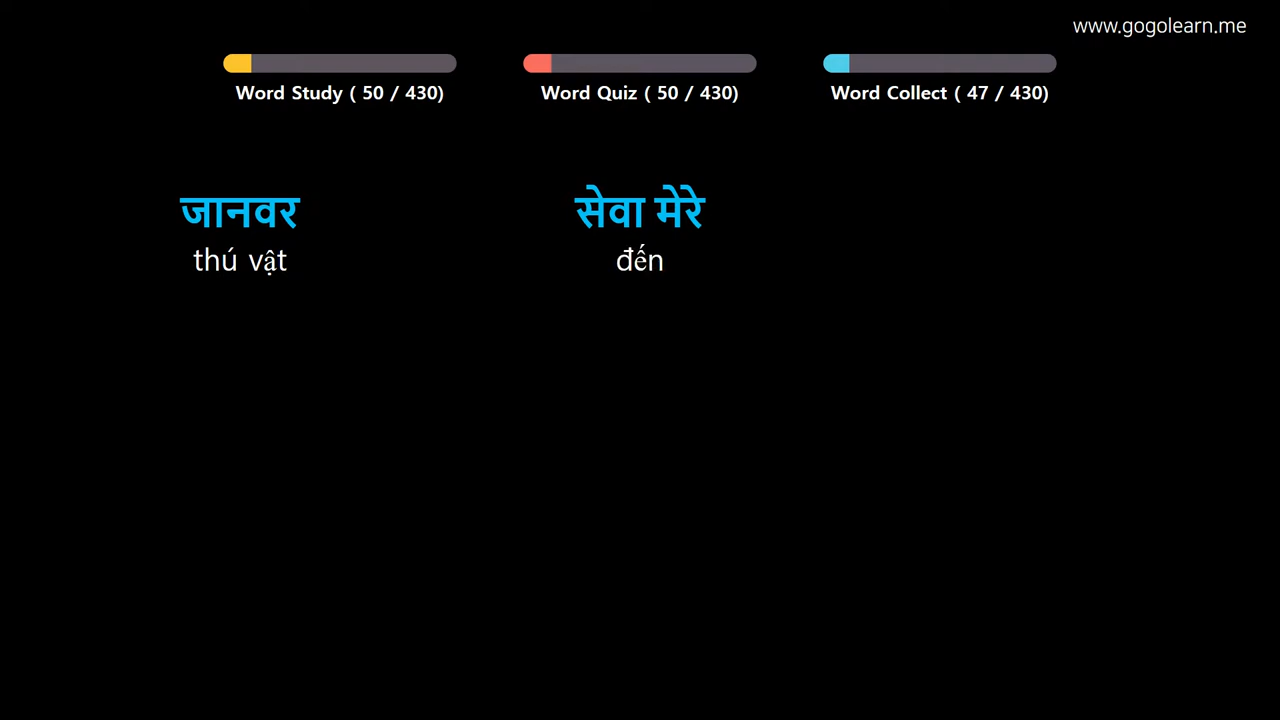 www.gogolearn.me
Word Study ( 50 / 430)
Word Quiz ( 50 / 430)
Word Collect ( 47 / 430)
जानवर
सेवा मेरे
thú vật
đến